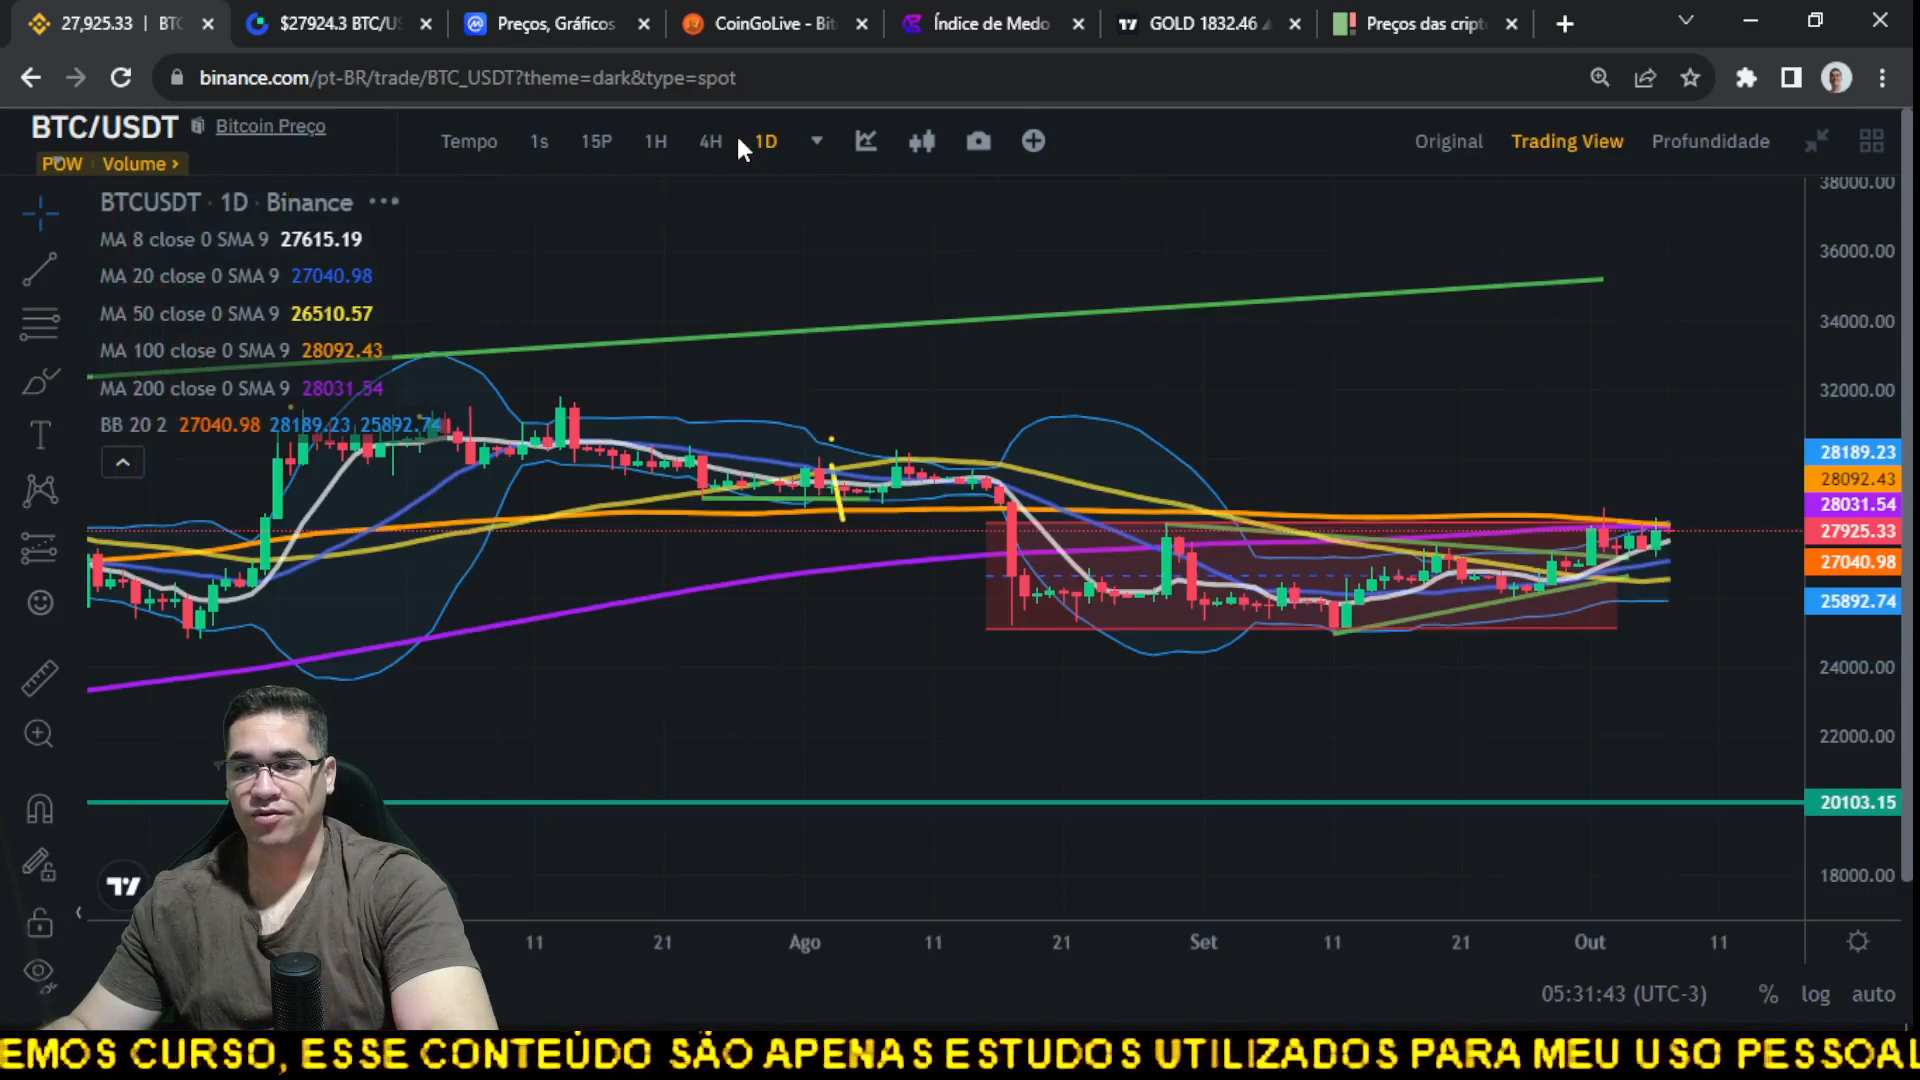 27,925.33 | BTC
$27924.3 BTC/US
Preços, Gráficos
CoinGoLive - Bit
Índice de Medo
GOLD 1832.46
Preços das cript
binance.com/pt-BR/trade/BTC_USDT?theme=dark&type=spot
BTC/USDT Bitcoin Preço
POW Volume >
Tempo 1s 15P 1H 4H 1D
Original Trading View Profundidade
BTCUSDT · 1D · Binance
MA 8 close 0 SMA 9 27615.19
MA 20 close 0 SMA 9 27040.98
MA 50 close 0 SMA 9 26510.57
MA 100 close 0 SMA 9 28092.43
MA 200 close 0 SMA 9 28031.54
BB 20 2 27040.98 28189.23 25892.74
38000.00
36000.00
34000.00
32000.00
28189.23
28092.43
28031.54
27925.33
27040.98
25892.74
24000.00
22000.00
20103.15
18000.00
11 21 Ago 11 21 Set 11 21 Out 11
05:31:43 (UTC-3) % log auto
EMOS CURSO, ESSE CONTEÚDO SÃO APENAS ESTUDOS UTILIZADOS PARA MEU USO PESSOAL